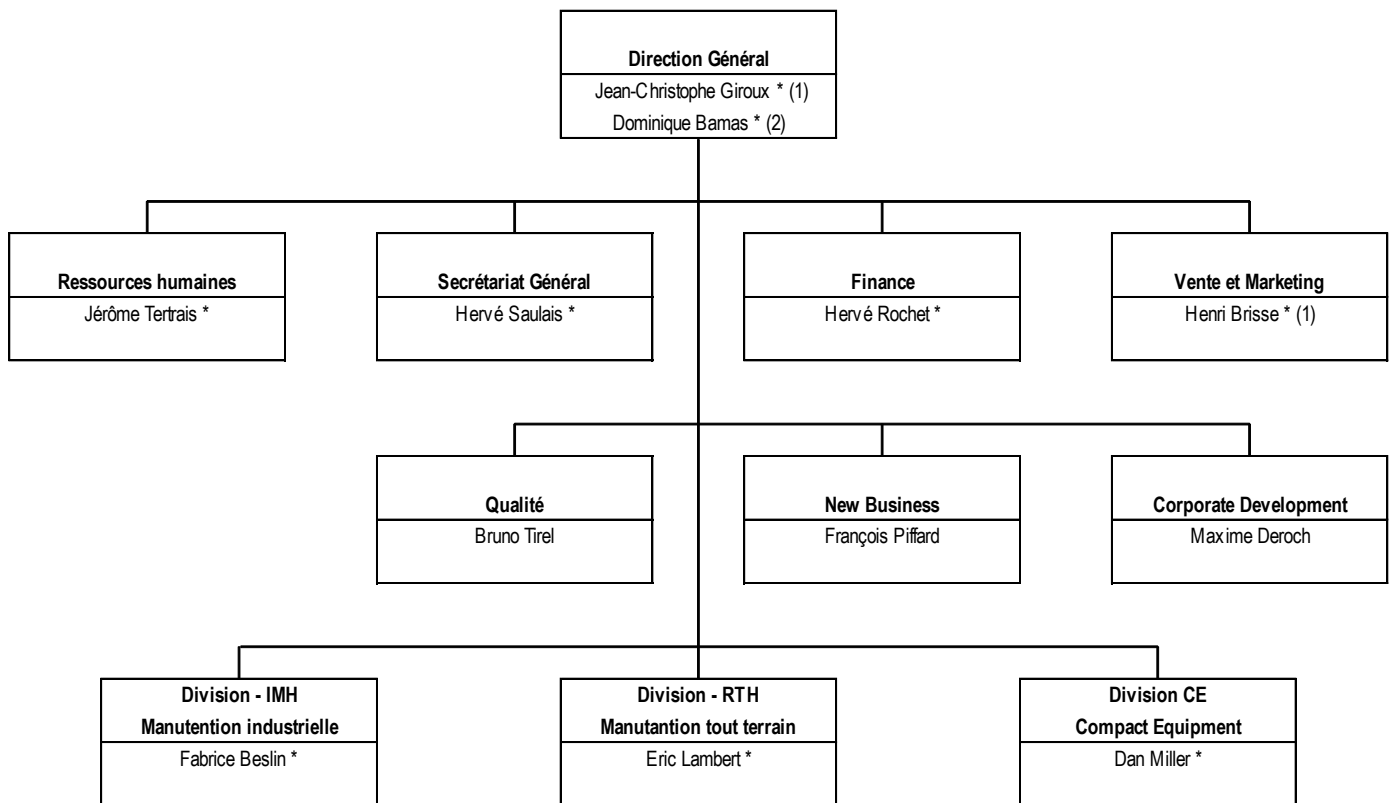 Direction Général
Jean-Christophe Giroux * (1)
Dominique Bamas * (2)
Ressources humaines
Jérôme Tertrais *
Secrétariat Général
Hervé Saulais *
Finance
Hervé Rochet *
Vente et Marketing
Henri Brisse * (1)
Qualité
Bruno Tirel
New Business
François Piffard
Corporate Development
Maxime Deroch
Division - IMH
Manutention industrielle
Fabrice Beslin *
Division - RTH
Manutantion tout terrain
Eric Lambert *
Division CE
Compact Equipment
Dan Miller *